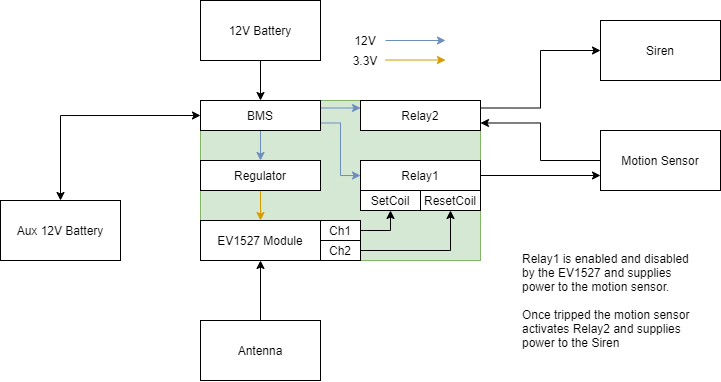 12V Battery
12V
3.3V
Siren
BMS
Relay2
Motion Sensor
Regulator
Relay1
SetCoil
ResetCoil
Aux 12V Battery
EV1527 Module
Ch1
Ch2
Relay1 is enabled and disabled
by the EV1527 and supplies
power to the motion sensor.
Once tripped the motion sensor
activates Relay2 and supplies
power to the Siren
Antenna